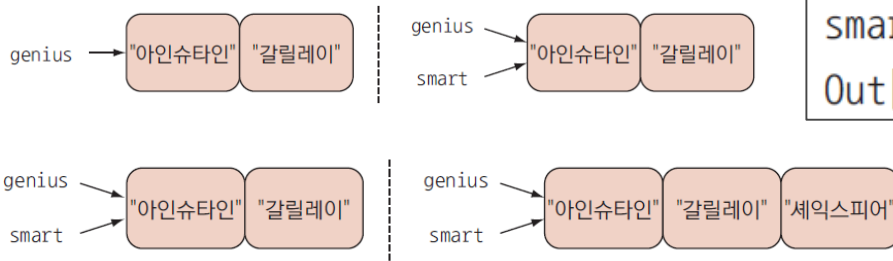 genius "아인슈타인" "갈릴레이"
genius
smart "아인슈타인" "갈릴레이"
smar
Out
genius
smart "아인슈타인" "갈릴레이"
genius
smart "아인슈타인" "갈릴레이" "셰익스피어"